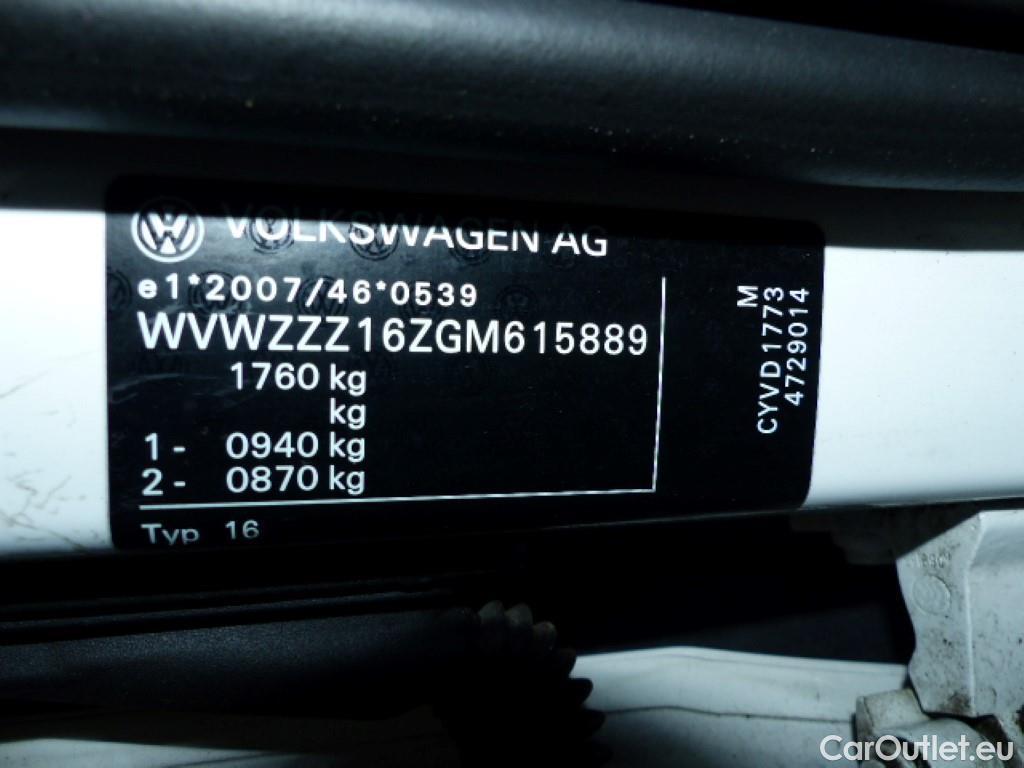 VOLKSWAGEN AG
e1*2007/46*0539
WVWZZZ16ZGM615889
1760 kg
kg
1 - 0940 kg
2 - 0870 kg
Typ 16
M
CYVD1773
4729014
CarOutlet.eu